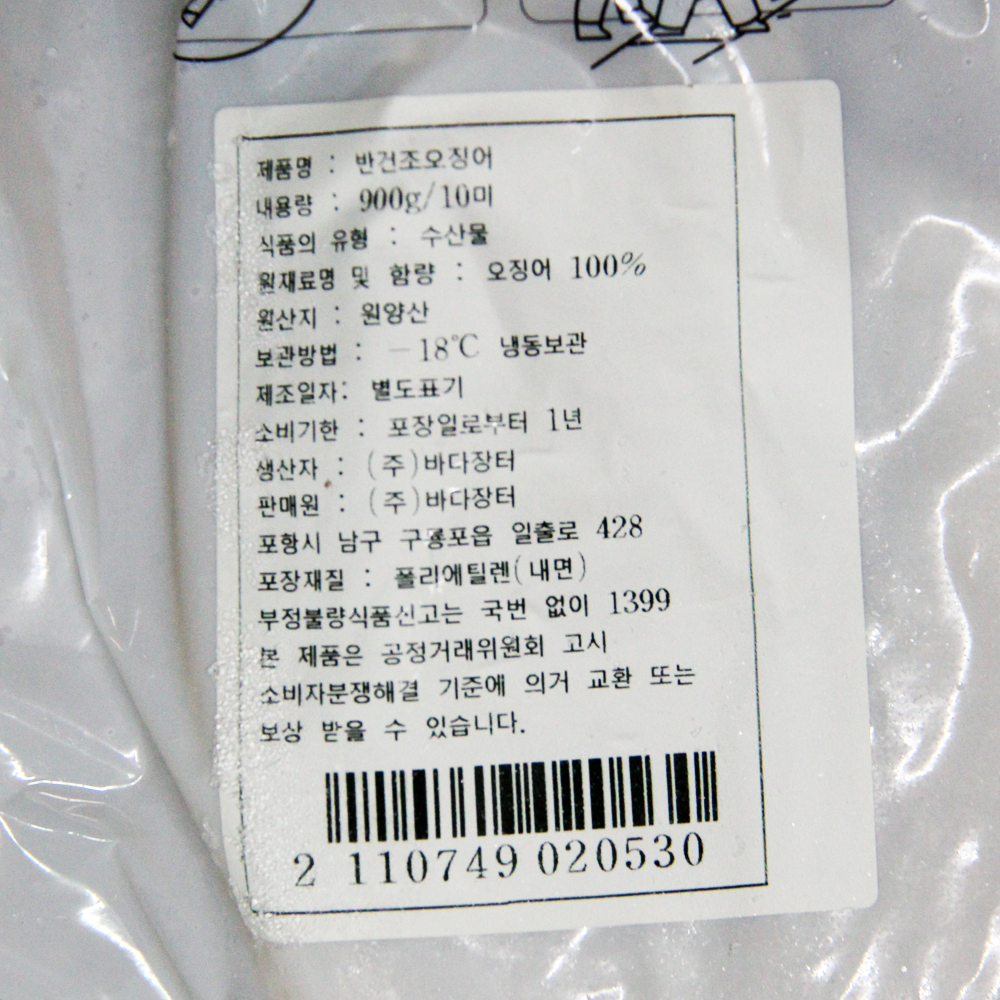 제품명 : 반건조오징어
내용량 : 900g/10미
식품의 유형 : 수산물
원재료명 및 함량 : 오징어 100%
원산지 : 원양산
보관방법 : -18℃ 냉동보관
제조일자: 별도표기
소비기한 : 포장일로부터 1년
생산자 : (주)바다장터
판매원 : (주)바다장터
포항시 남구 구룡포읍 일출로 428
포장재질 : 폴리에틸렌(내면)
부정불량식품신고는 국번 없이 1399
본 제품은 공정거래위원회 고시
소비자분쟁해결 기준에 의거 교환 또는
보상 받을 수 있습니다.
2 110749 020530